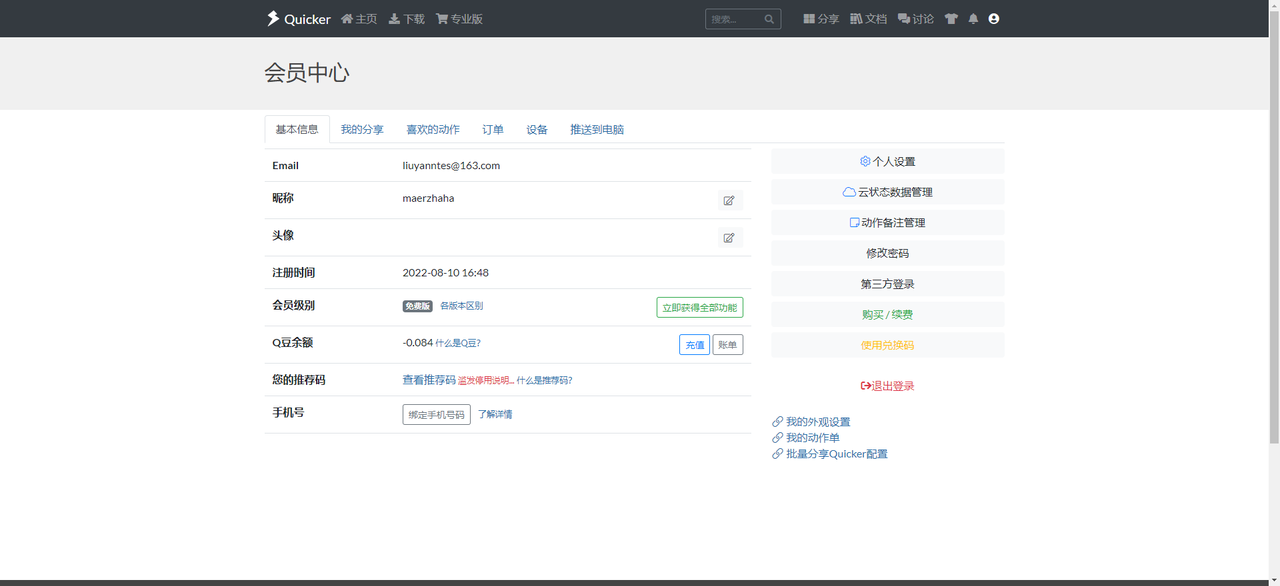 Quicker 主页 下载 专业版 搜索... 分享 文档 讨论
会员中心
基本信息 我的分享 喜欢的动作 订单 设备 推送到电脑
Email liuyanntes@163.com
昵称 maerzhaha
头像
注册时间 2022-08-10 16:48
会员级别 免费版 各版本区别 立即获得全部功能
Q豆余额 -0.084 什么是Q豆? 充值 账单
您的推荐码 查看推荐码 滥发停用说明... 什么是推荐码?
手机号 绑定手机号码 了解详情
个人设置
云状态数据管理
动作备注管理
修改密码
第三方登录
购买 / 续费
使用兑换码
退出登录
我的外观设置
我的动作单
批量分享Quicker配置